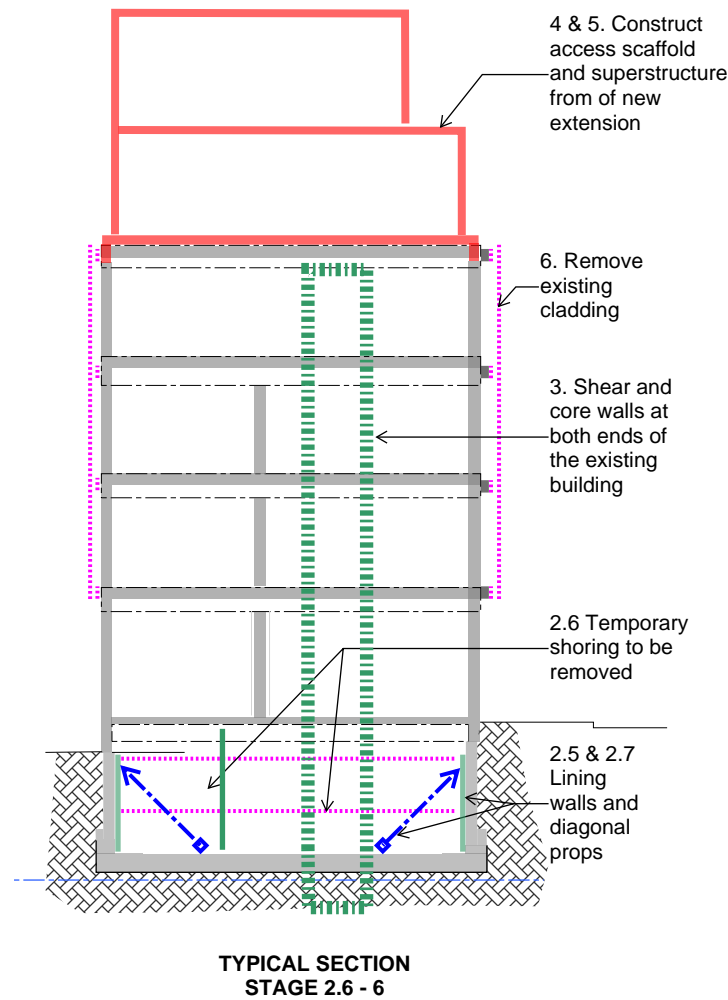 4 & 5. Construct
access scaffold
and superstructure
from of new
extension
6. Remove
existing
cladding
3. Shear and
core walls at
both ends of
the existing
building
2.6 Temporary
shoring to be
removed
2.5 & 2.7
Lining
walls and
diagonal
props
TYPICAL SECTION
STAGE 2.6 - 6